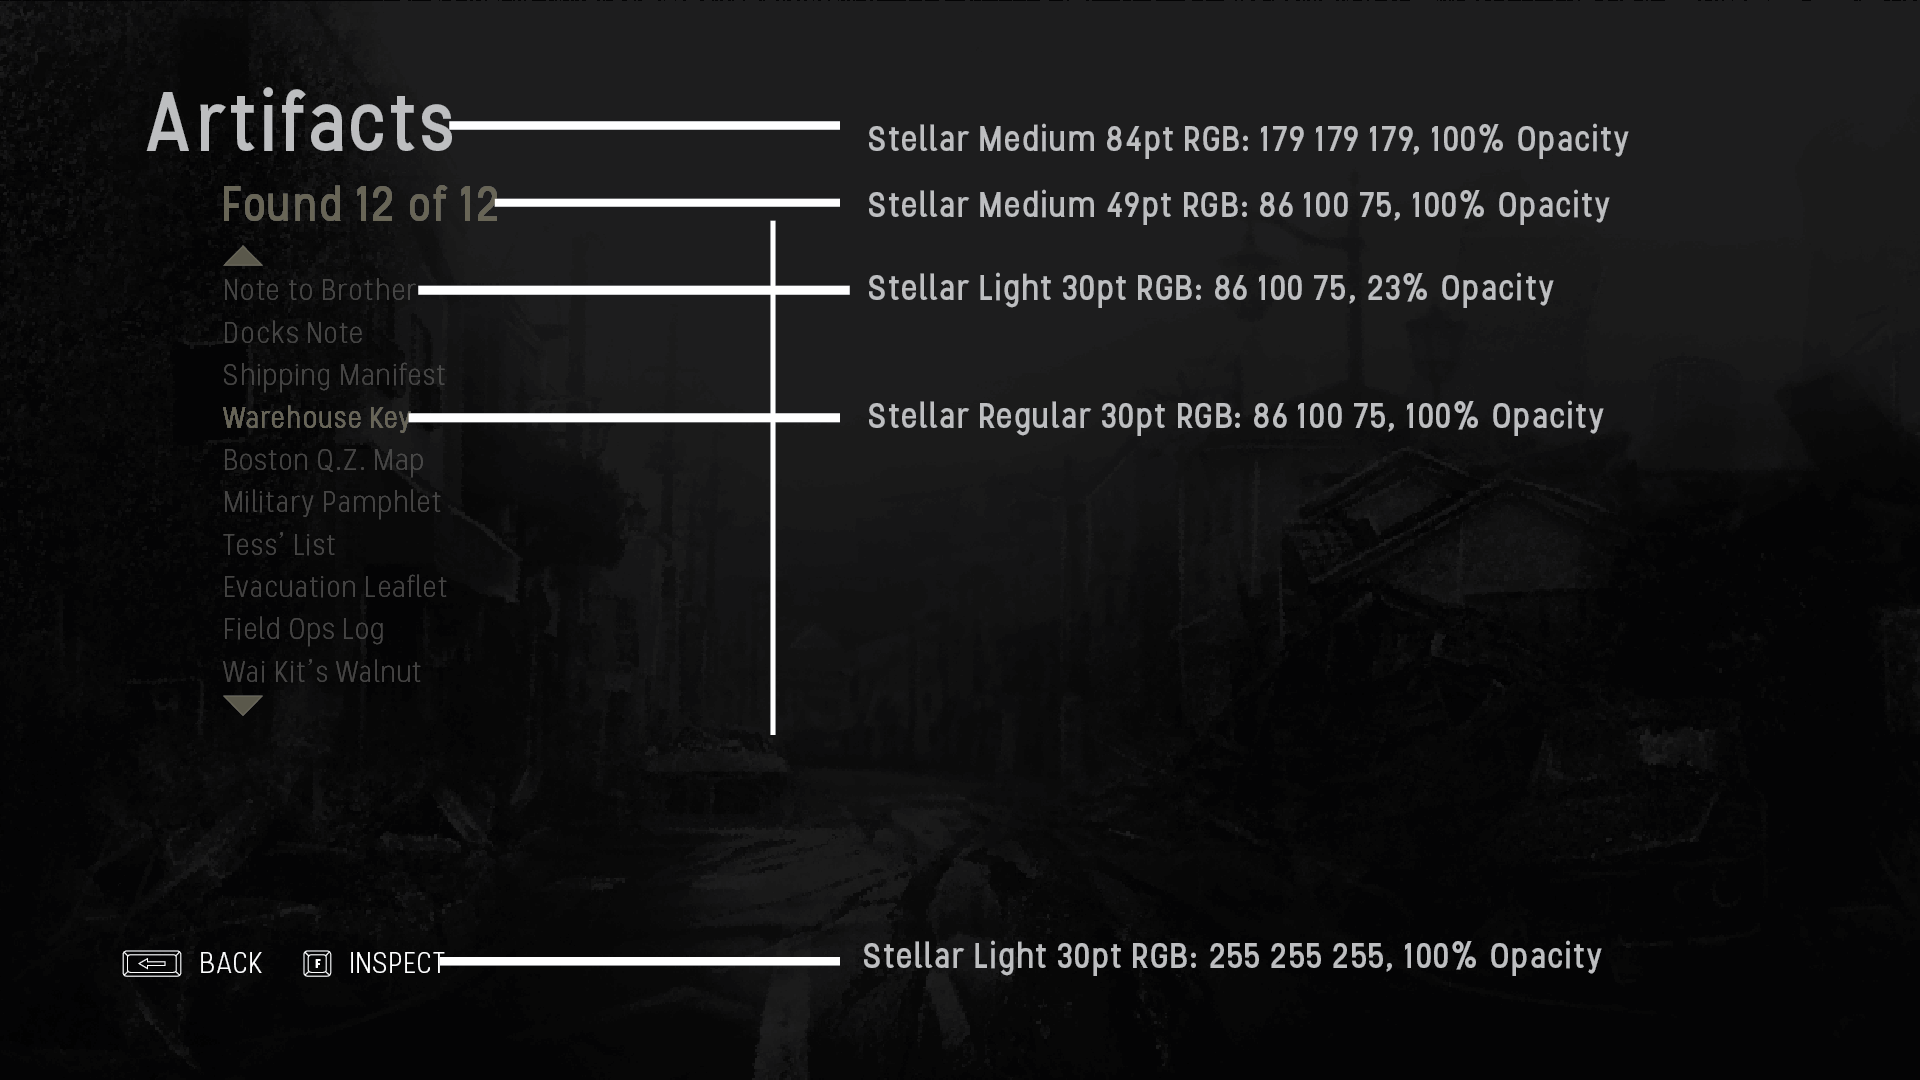 Artifacts
Stellar Medium 84pt RGB: 179 179 179, 100% Opacity
Found 12 of 12
Stellar Medium 49pt RGB: 86 100 75, 100% Opacity
Note to Brother
Stellar Light 30pt RGB: 86 100 75, 23% Opacity
Docks Note
Shipping Manifest
Warehouse Key
Stellar Regular 30pt RGB: 86 100 75, 100% Opacity
Boston Q.Z. Map
Military Pamphlet
Tess’ List
Evacuation Leaflet
Field Ops Log
Wai Kit’s Walnut
BACK
F INSPECT
Stellar Light 30pt RGB: 255 255 255, 100% Opacity